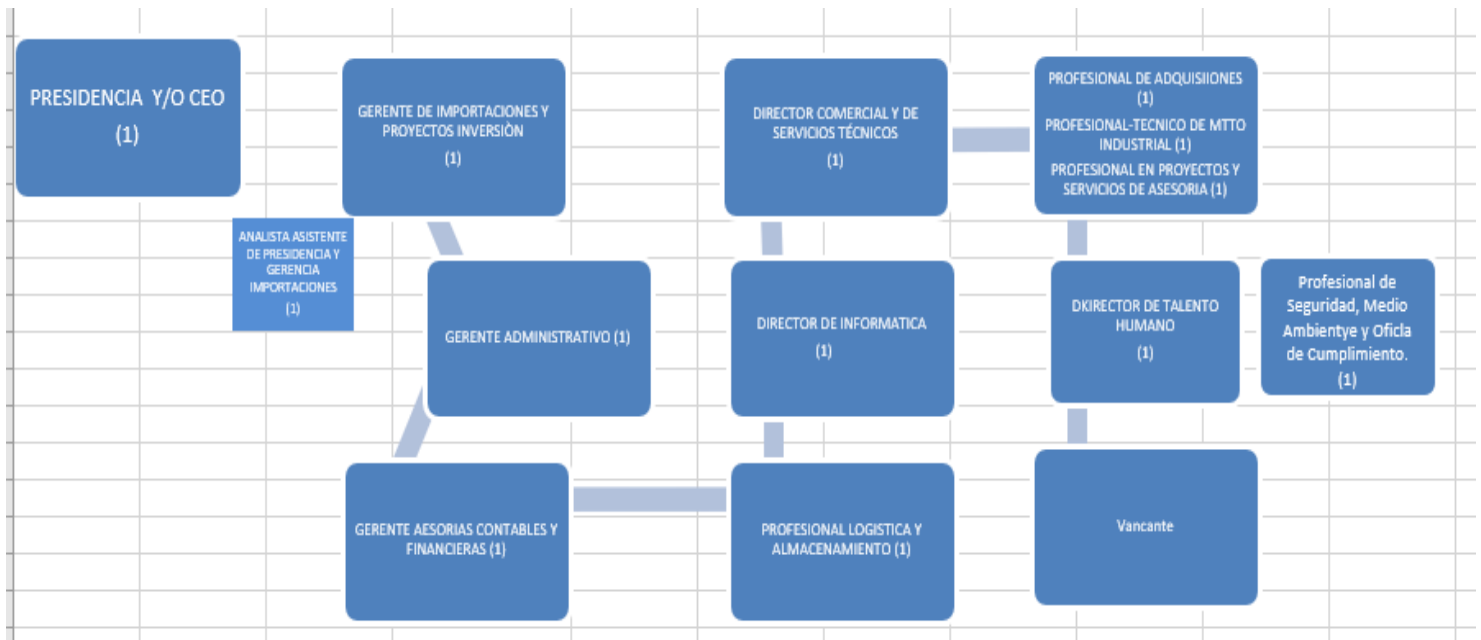 PRESIDENCIA Y/O CEO
(1)
GERENTE DE IMPORTACIONES Y
PROYECTOS INVERSIÒN
(1)
DIRECTOR COMERCIAL Y DE
SERVICIOS TÉCNICOS
(1)
PROFESIONAL DE ADQUISIIONES
(1)
PROFESIONAL-TECNICO DE MTTO
INDUSTRIAL (1)
PROFESIONAL EN PROYECTOS Y
SERVICIOS DE ASESORIA (1)
ANALISTA ASISTENTE
DE PRESIDENCIA Y
GERENCIA
IMPORTACIONES
(1)
GERENTE ADMINISTRATIVO (1)
DIRECTOR DE INFORMATICA
(1)
DKIRECTOR DE TALENTO
HUMANO
(1)
Profesional de
Seguridad, Medio
Ambientye y Oficla
de Cumplimiento.
(1)
GERENTE AESORIAS CONTABLES Y
FINANCIERAS (1)
PROFESIONAL LOGISTICA Y
ALMACENAMIENTO (1)
Vancante